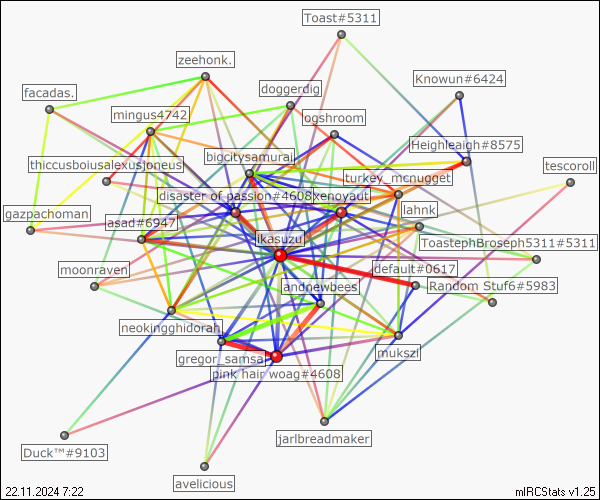 Toast#5311
zeehonk.
Knowun#6424
facadas.
doggerdig
mingus4742
ogshroom
Heighleaigh#8575
bigcitysamurai
thiccusboiusalexusjoneus
tescoroll
turkey_mcnugget
disaster of passion#4608
xenoyaut
gazpachoman
asad#6947
lahnk
ikasuzu
ToastephBroseph5311#5311
moonraven
default#0617
andnewbees
Random Stuf6#5983
neokingghidorah
gregor_samsa
mukszi
pink hair woag#4608
jarlbreadmaker
Duck™#9103
avelicious
22.11.2024 7:22
mIRCStats v1.25